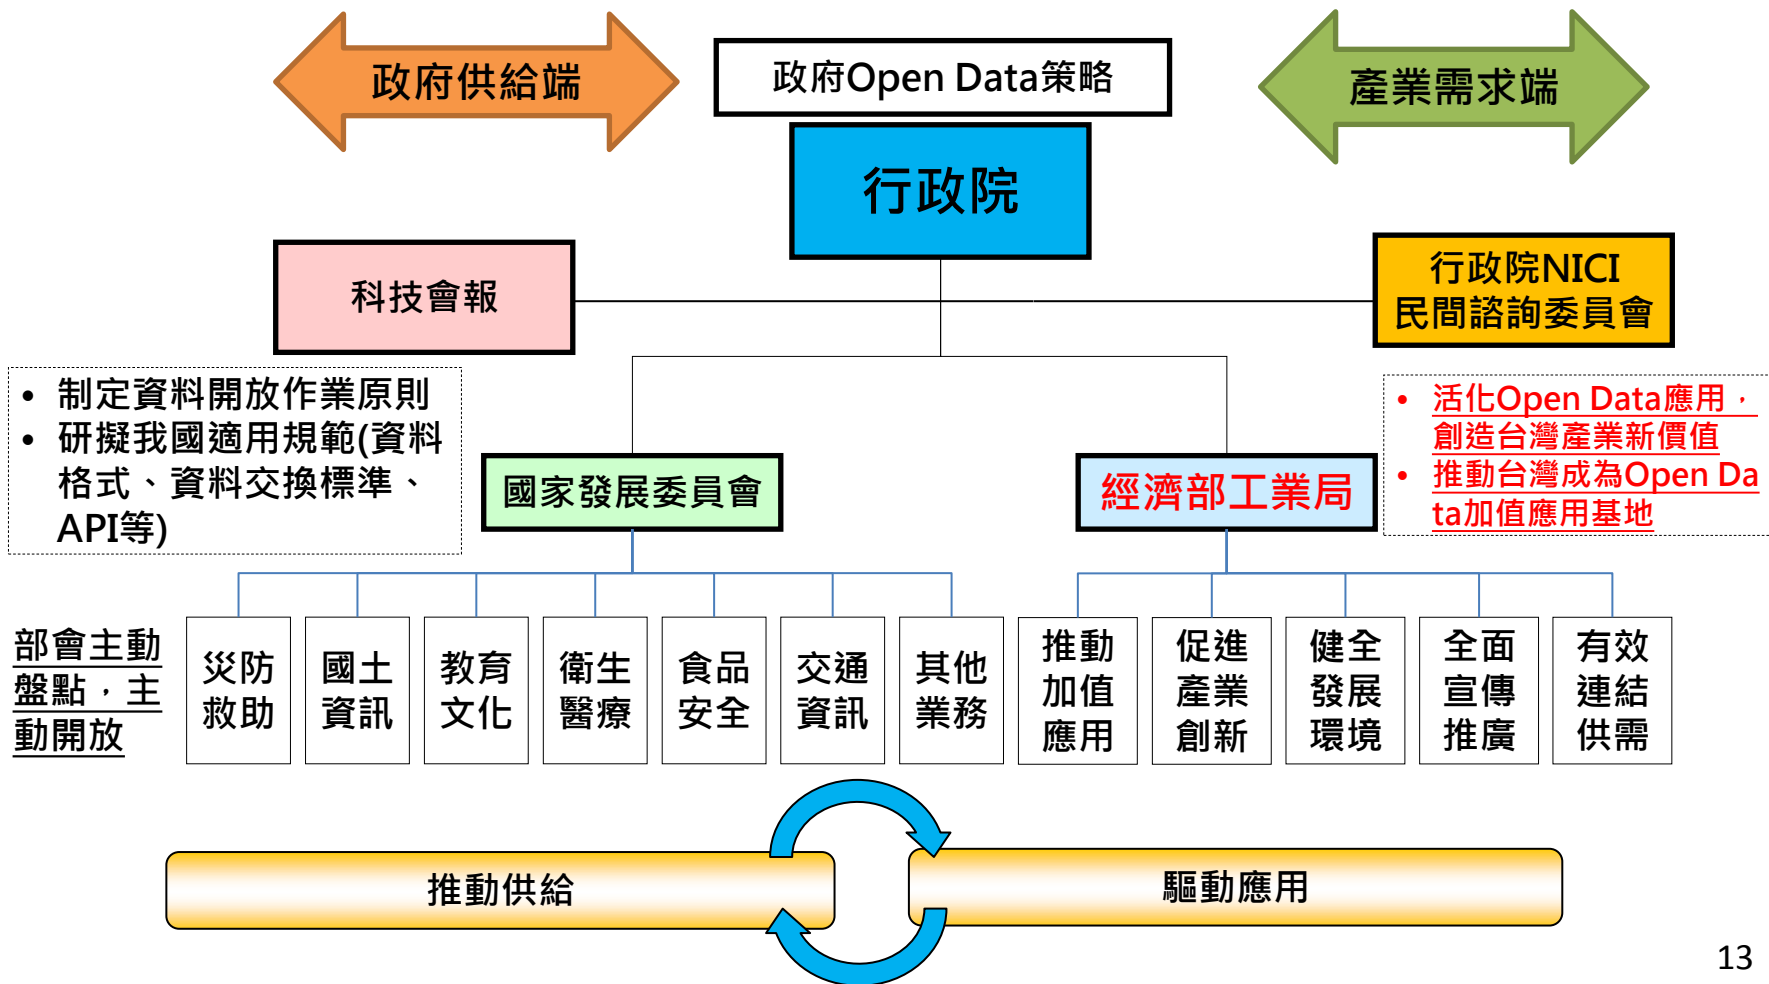 政府供給端
政府Open Data策略
產業需求端
行政院
科技會報
行政院NICI
民間諮詢委員會
• 制定資料開放作業原則
• 研擬我國適用規範(資料
格式、資料交換標準、
API等)
• 活化Open Data應用，
創造台灣產業新價值
• 推動台灣成為Open Da
ta加值應用基地
國家發展委員會
經濟部工業局
部會主動
盤點，主
動開放
災防
救助
國土
資訊
教育
文化
衛生
醫療
食品
安全
交通
資訊
其他
業務
推動
加值
應用
促進
產業
創新
健全
發展
環境
全面
宣傳
推廣
有效
連結
供需
推動供給
驅動應用
13